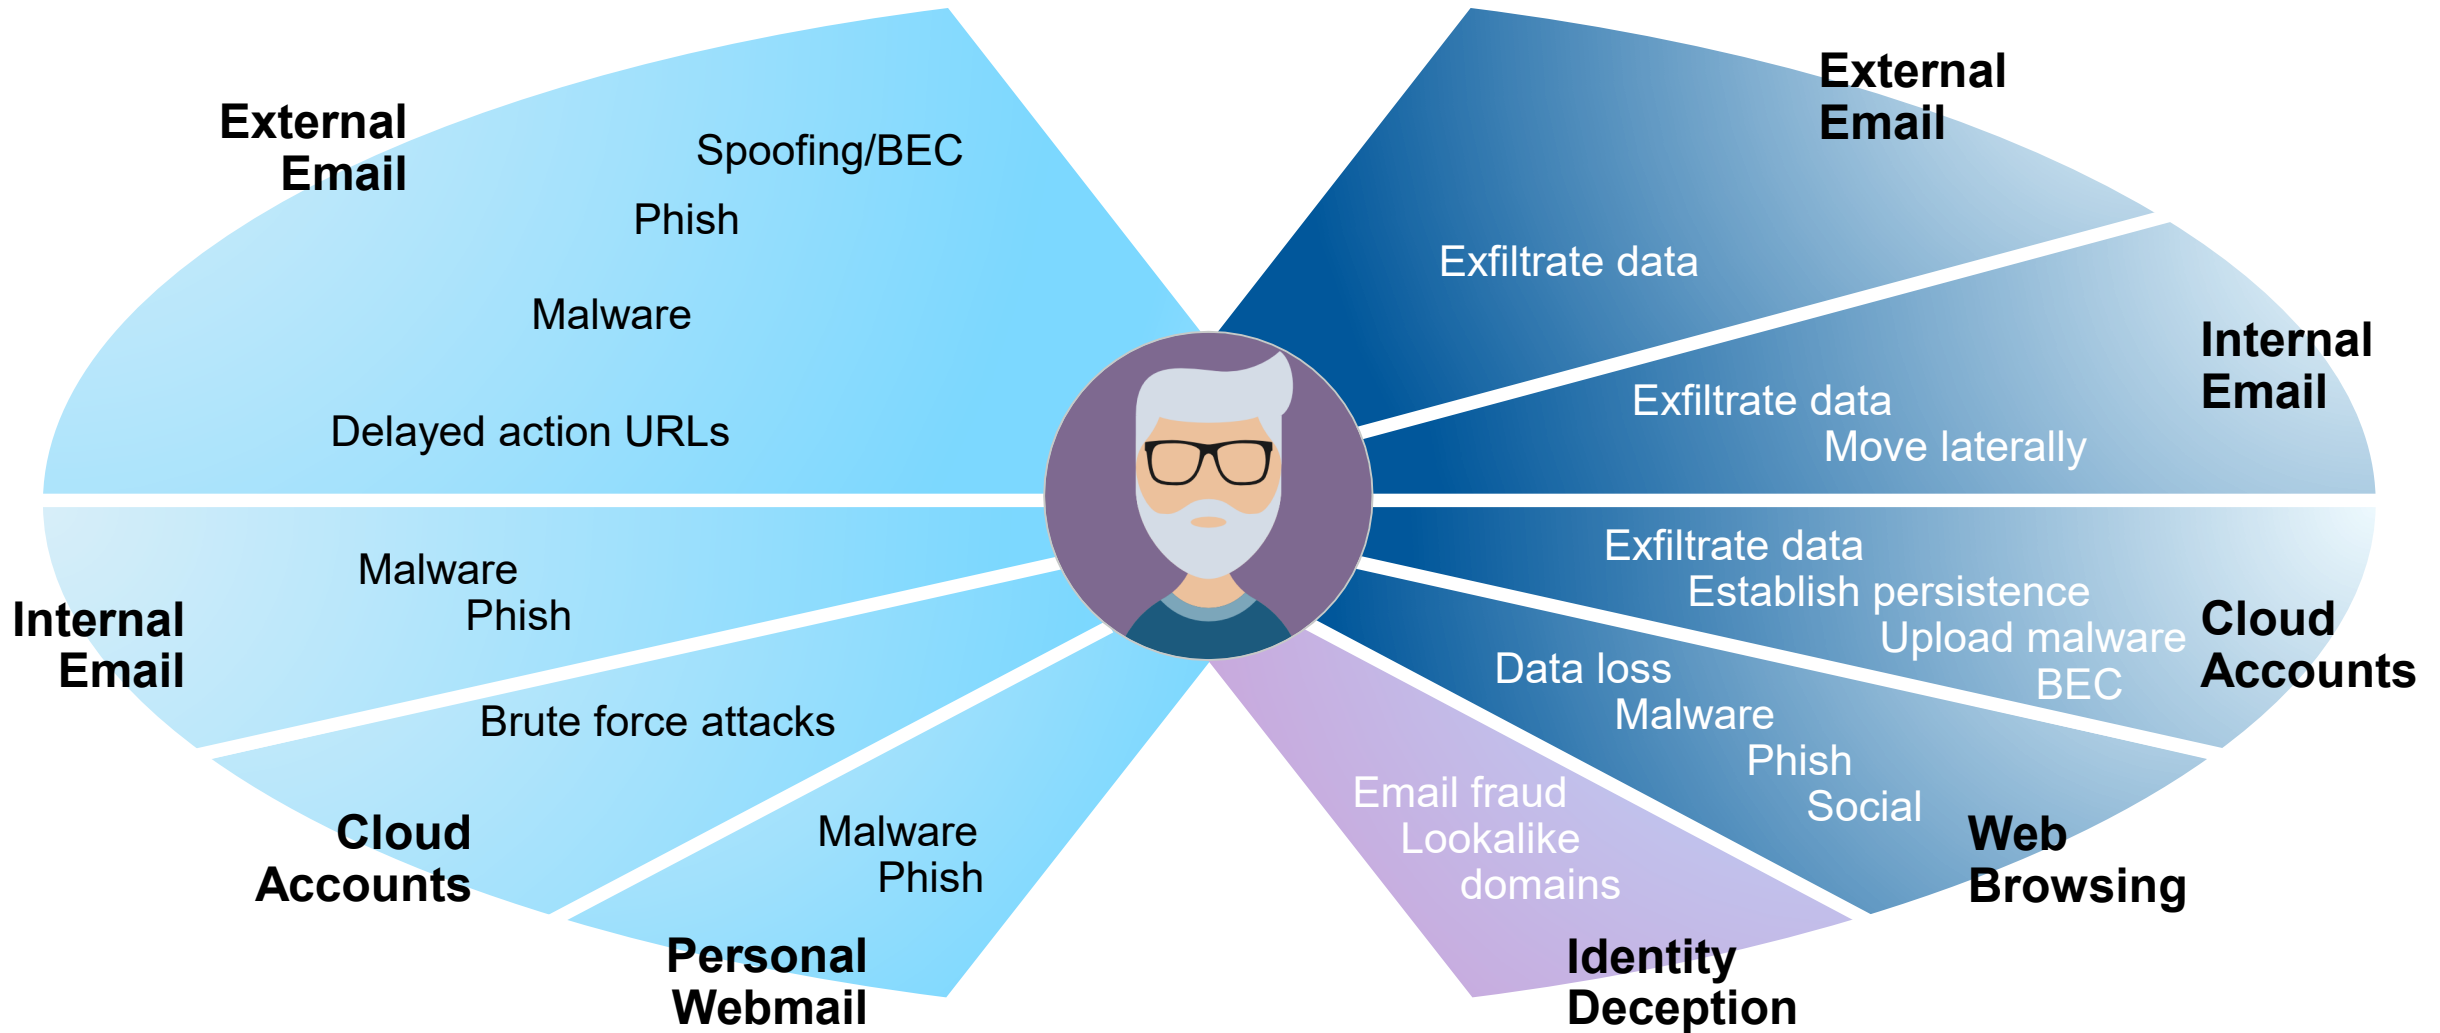 External
Email
Spoofing/BEC
Phish
Malware
Delayed action URLs
Internal
Email
Malware
Phish
Cloud
Accounts
Brute force attacks
Personal
Webmail
Malware
Phish
External
Email
Exfiltrate data
Internal
Email
Exfiltrate data
Move laterally
Cloud
Accounts
Exfiltrate data
Establish persistence
Upload malware
BEC
Web
Browsing
Data loss
Malware
Phish
Social
Identity
Deception
Email fraud
Lookalike
domains